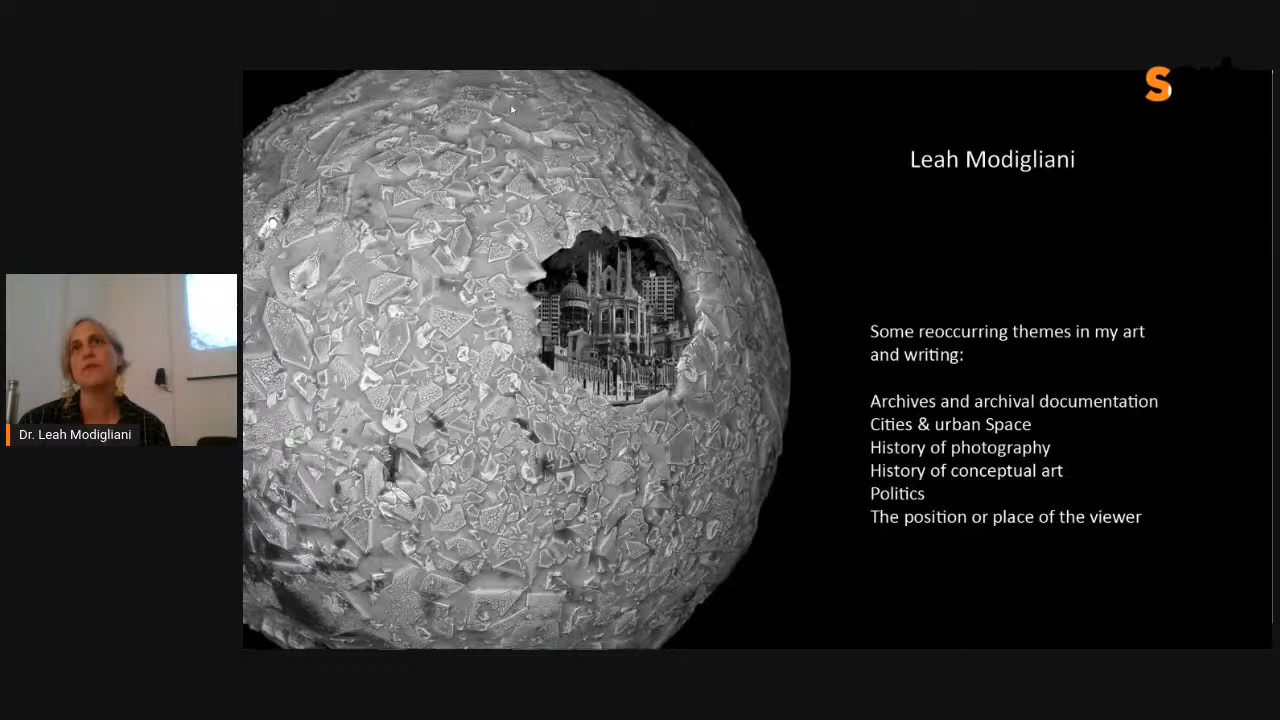 S
Leah Modigliani
Some reoccurring themes in my art
and writing:
Archives and archival documentation
Cities & urban Space
History of photography
History of conceptual art
Politics
The position or place of the viewer
Dr. Leah Modigliani